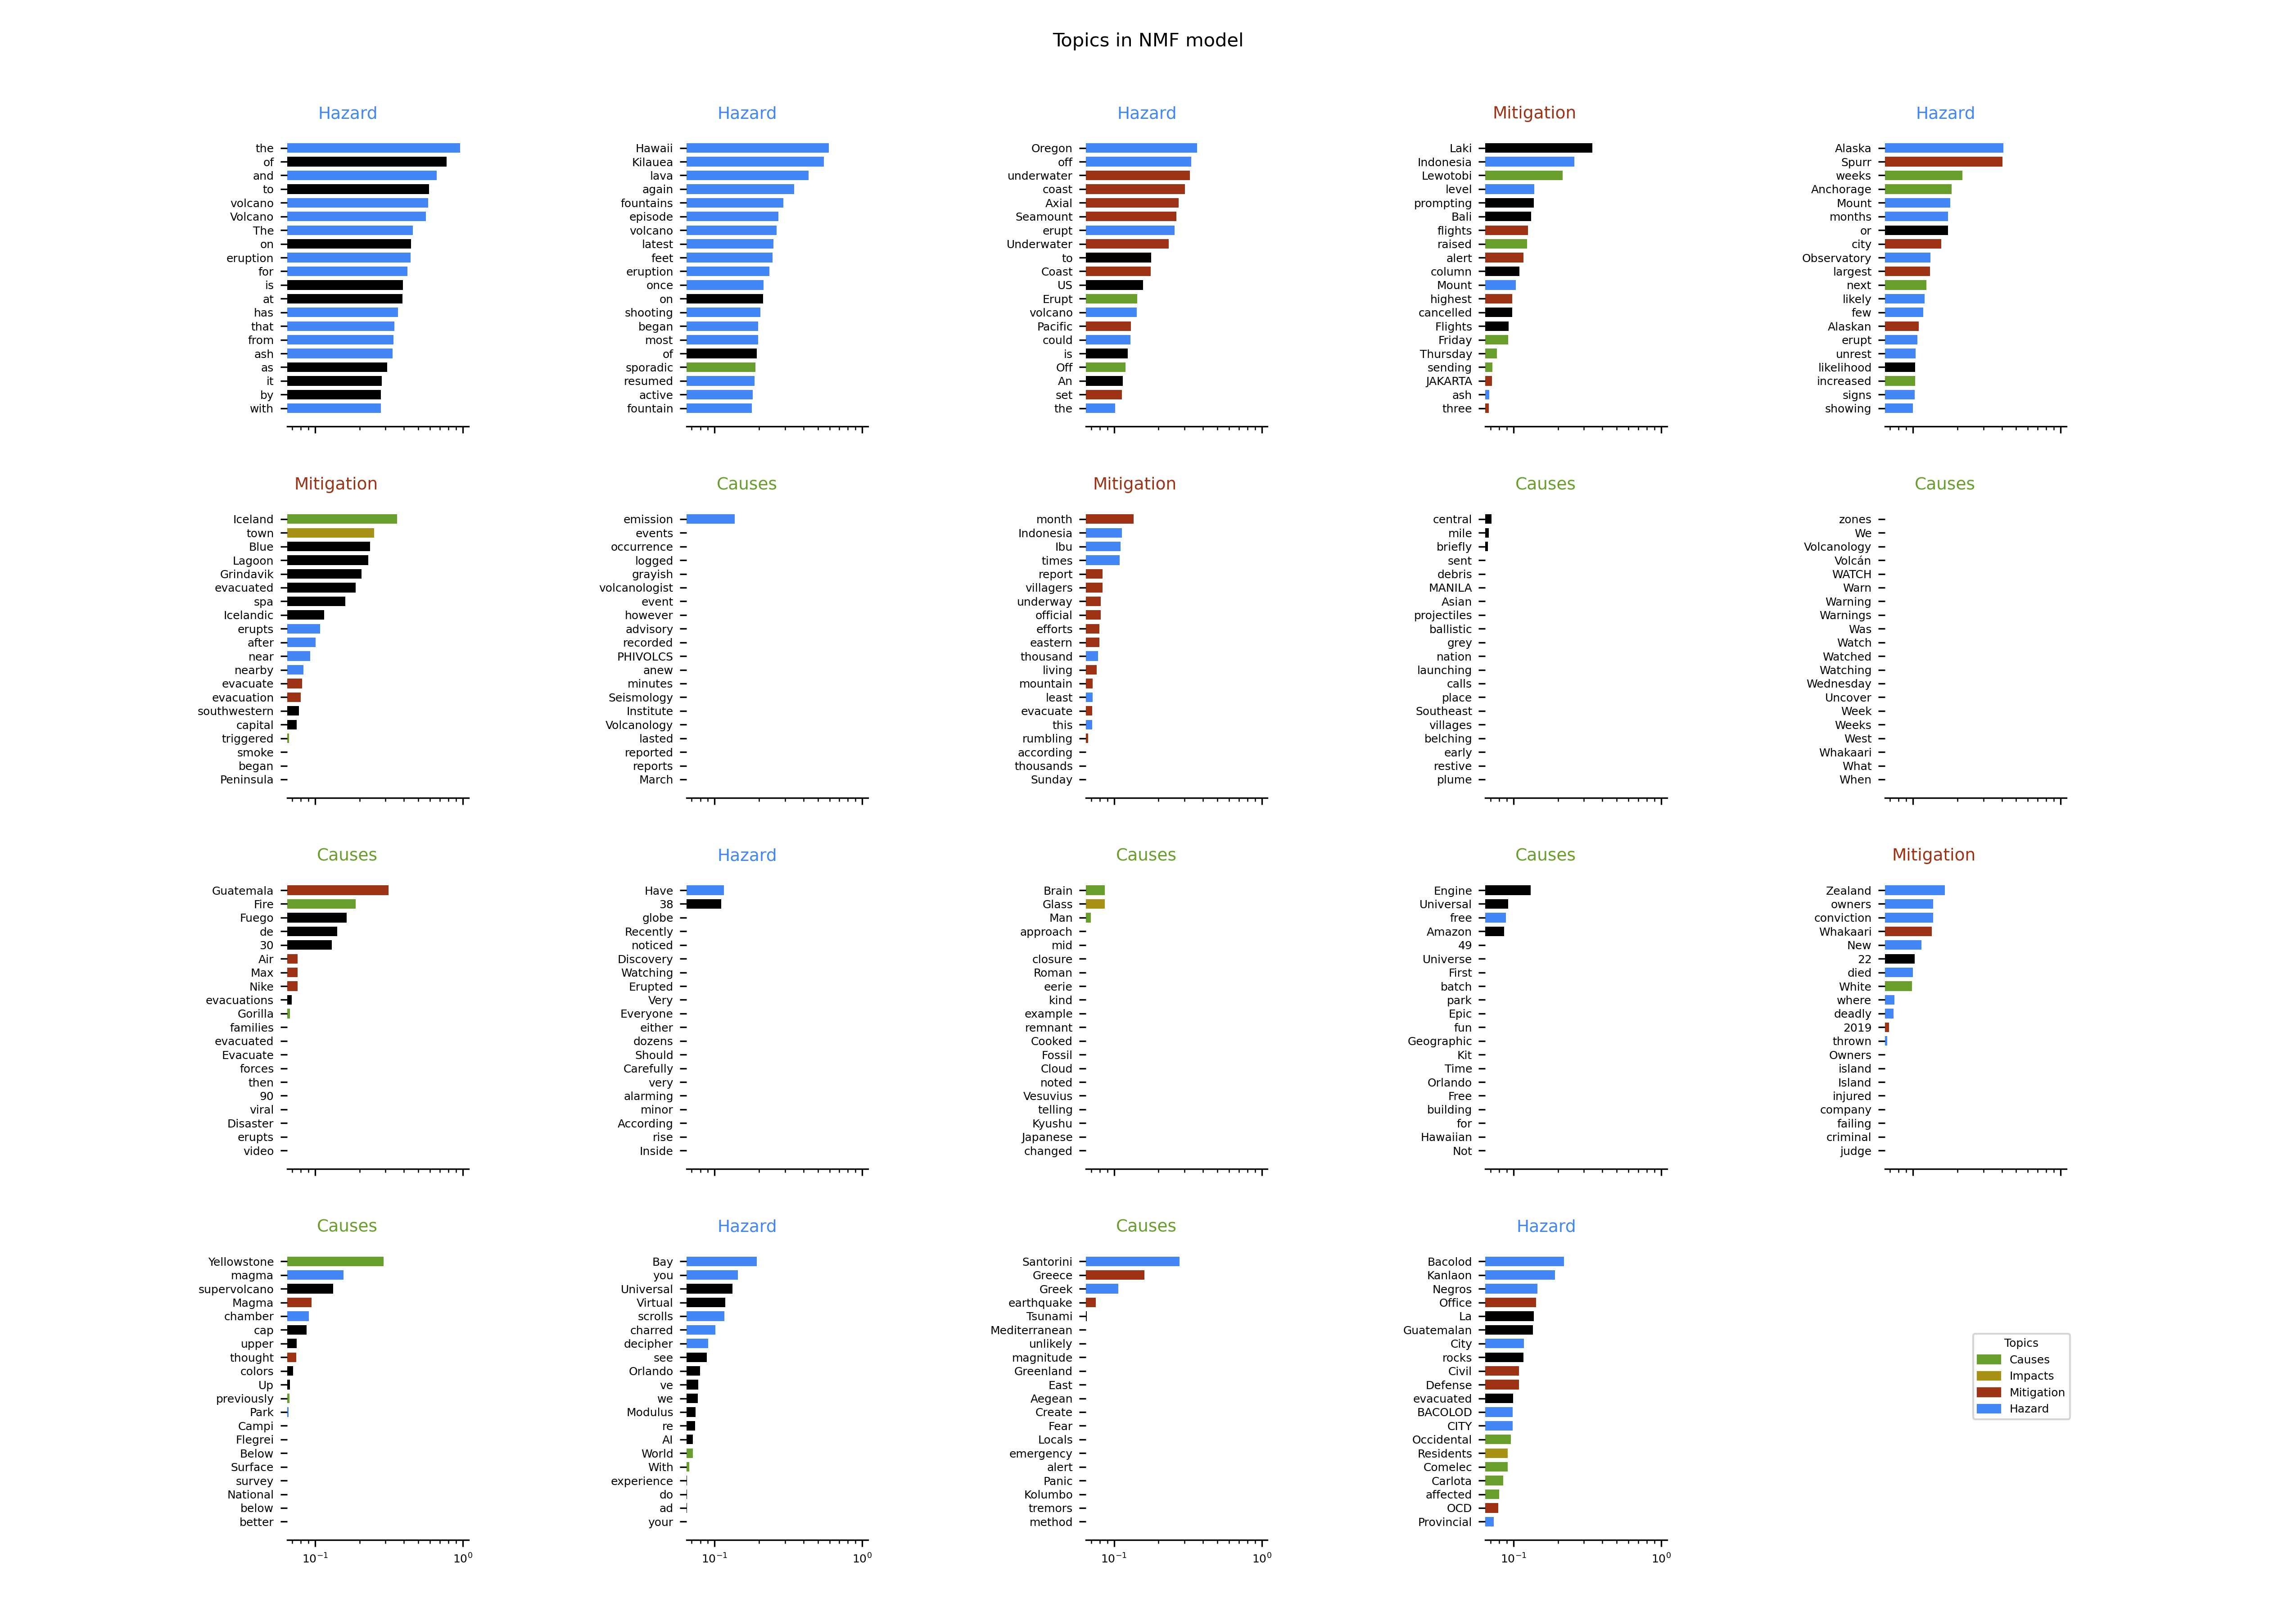 Topics in NMF model
Hazard
the
of
and
to
volcano
Volcano
The
on
eruption
for
is
at
has
that
from
ash
as
it
by
with
Hazard
Hawaii
Kilauea
lava
again
fountains
episode
volcano
latest
feet
eruption
once
on
shooting
began
most
of
sporadic
resumed
active
fountain
Hazard
Oregon
off
underwater
coast
Axial
Seamount
erupt
Underwater
to
Coast
US
Erupt
volcano
Pacific
could
is
Off
An
set
the
Mitigation
Laki
Indonesia
Lewotobi
level
prompting
Bali
flights
raised
alert
column
Mount
highest
cancelled
Flights
Friday
Thursday
sending
JAKARTA
ash
three
Hazard
Alaska
Spurr
weeks
Anchorage
Mount
months
or
city
Observatory
largest
next
likely
few
Alaskan
erupt
unrest
likelihood
increased
signs
showing
Mitigation
Iceland
town
Blue
Lagoon
Grindavik
evacuated
spa
Icelandic
erupts
after
near
nearby
evacuate
evacuation
southwestern
capital
triggered
smoke
began
Peninsula
Causes
emission
events
occurrence
logged
grayish
volcanologist
event
however
advisory
recorded
PHIVOLCS
anew
minutes
Seismology
Institute
Volcanology
lasted
reported
reports
March
Mitigation
month
Indonesia
Ibu
times
report
villagers
underway
official
efforts
eastern
thousand
living
mountain
least
evacuate
this
rumbling
according
thousands
Sunday
Causes
central
mile
briefly
sent
debris
MANILA
Asian
projectiles
ballistic
grey
nation
launching
calls
place
Southeast
villages
belching
early
restive
plume
Causes
zones
We
Volcanology
Volcán
WATCH
Warn
Warning
Warnings
Was
Watch
Watched
Watching
Wednesday
Uncover
Week
Weeks
West
Whakaari
What
When
Causes
Guatemala
Fire
Fuego
de
30
Air
Max
Nike
evacuations
Gorilla
families
evacuated
Evacuate
forces
then
90
viral
Disaster
erupts
video
Hazard
Have
38
globe
Recently
noticed
Discovery
Watching
Erupted
Very
Everyone
either
dozens
Should
Carefully
very
alarming
minor
According
rise
Inside
Causes
Brain
Glass
Man
approach
mid
closure
Roman
eerie
kind
example
remnant
Cooked
Fossil
Cloud
noted
Vesuvius
telling
Kyushu
Japanese
changed
Causes
Engine
Universal
free
Amazon
49
Universe
First
batch
park
Epic
fun
Geographic
Kit
Time
Orlando
Free
building
for
Hawaiian
Not
Mitigation
Zealand
owners
conviction
Whakaari
New
22
died
White
where
deadly
2019
thrown
Owners
island
Island
injured
company
failing
criminal
judge
Causes
Yellowstone
magma
supervolcano
Magma
chamber
cap
upper
thought
colors
Up
previously
Park
Campi
Flegrei
Below
Surface
survey
National
below
better
10⁻¹ 10⁰
Hazard
Bay
you
Universal
Virtual
scrolls
charred
decipher
see
Orlando
ve
we
Modulus
re
AI
World
With
experience
do
ad
your
10⁻¹ 10⁰
Causes
Santorini
Greece
Greek
earthquake
Tsunami
Mediterranean
unlikely
magnitude
Greenland
East
Aegean
Create
Fear
Locals
emergency
alert
Panic
Kolumbo
tremors
method
10⁻¹ 10⁰
Hazard
Bacolod
Kanlaon
Negros
Office
La
Guatemalan
City
rocks
Civil
Defense
evacuated
BACOLOD
CITY
Occidental
Residents
Comelec
Carlota
affected
OCD
Provincial
10⁻¹ 10⁰
Topics
Causes
Impacts
Mitigation
Hazard